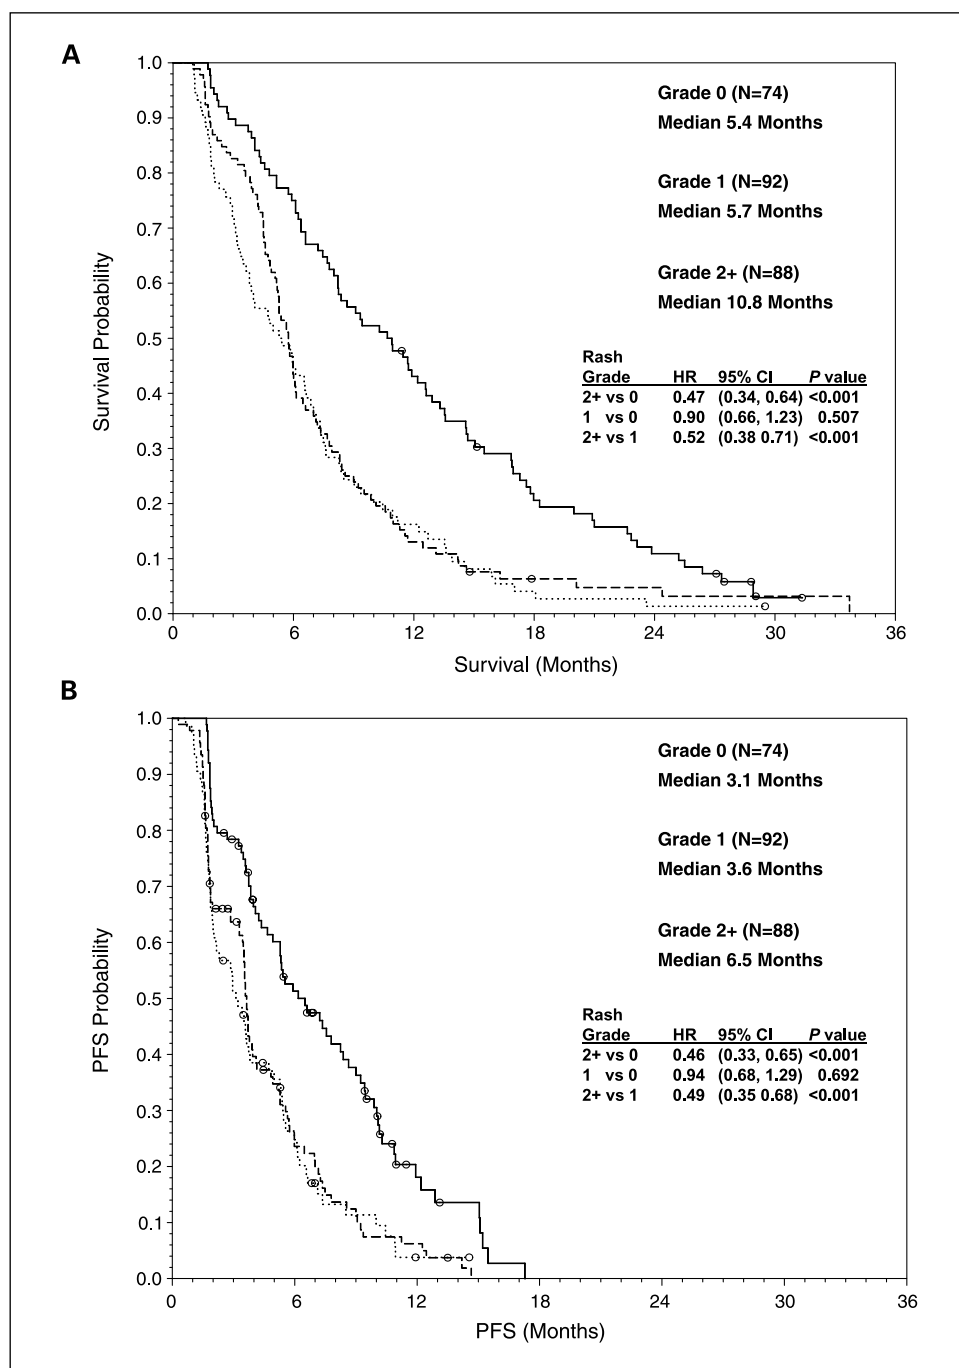 A
1.0
0.9
0.8
0.7
0.6
0.5
0.4
0.3
0.2
0.1
0.0
Survival Probability
0 6 12 18 24 30 36
Survival (Months)
Grade 0 (N=74)
Median 5.4 Months
Grade 1 (N=92)
Median 5.7 Months
Grade 2+ (N=88)
Median 10.8 Months
Rash
Grade HR 95% CI P value
2+ vs 0 0.47 (0.34, 0.64) <0.001
1 vs 0 0.90 (0.66, 1.23) 0.507
2+ vs 1 0.52 (0.38 0.71) <0.001
B
1.0
0.9
0.8
0.7
0.6
0.5
0.4
0.3
0.2
0.1
0.0
PFS Probability
0 6 12 18 24 30 36
PFS (Months)
Grade 0 (N=74)
Median 3.1 Months
Grade 1 (N=92)
Median 3.6 Months
Grade 2+ (N=88)
Median 6.5 Months
Rash
Grade HR 95% CI P value
2+ vs 0 0.46 (0.33, 0.65) <0.001
1 vs 0 0.94 (0.68, 1.29) 0.692
2+ vs 1 0.49 (0.35 0.68) <0.001